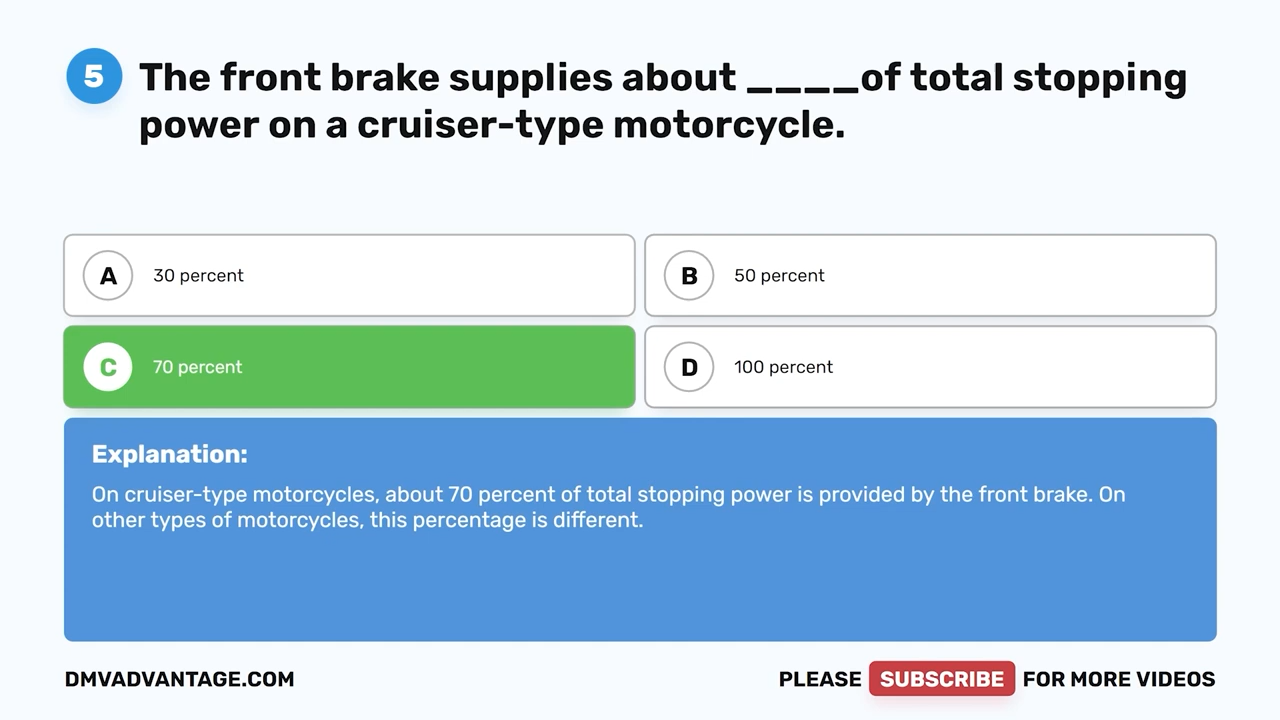 5
The front brake supplies about ____of total stopping
power on a cruiser-type motorcycle.
A 30 percent
B 50 percent
C 70 percent
D 100 percent
Explanation:
On cruiser-type motorcycles, about 70 percent of total stopping power is provided by the front brake. On
other types of motorcycles, this percentage is different.
DMVADVANTAGE.COM
PLEASE SUBSCRIBE FOR MORE VIDEOS